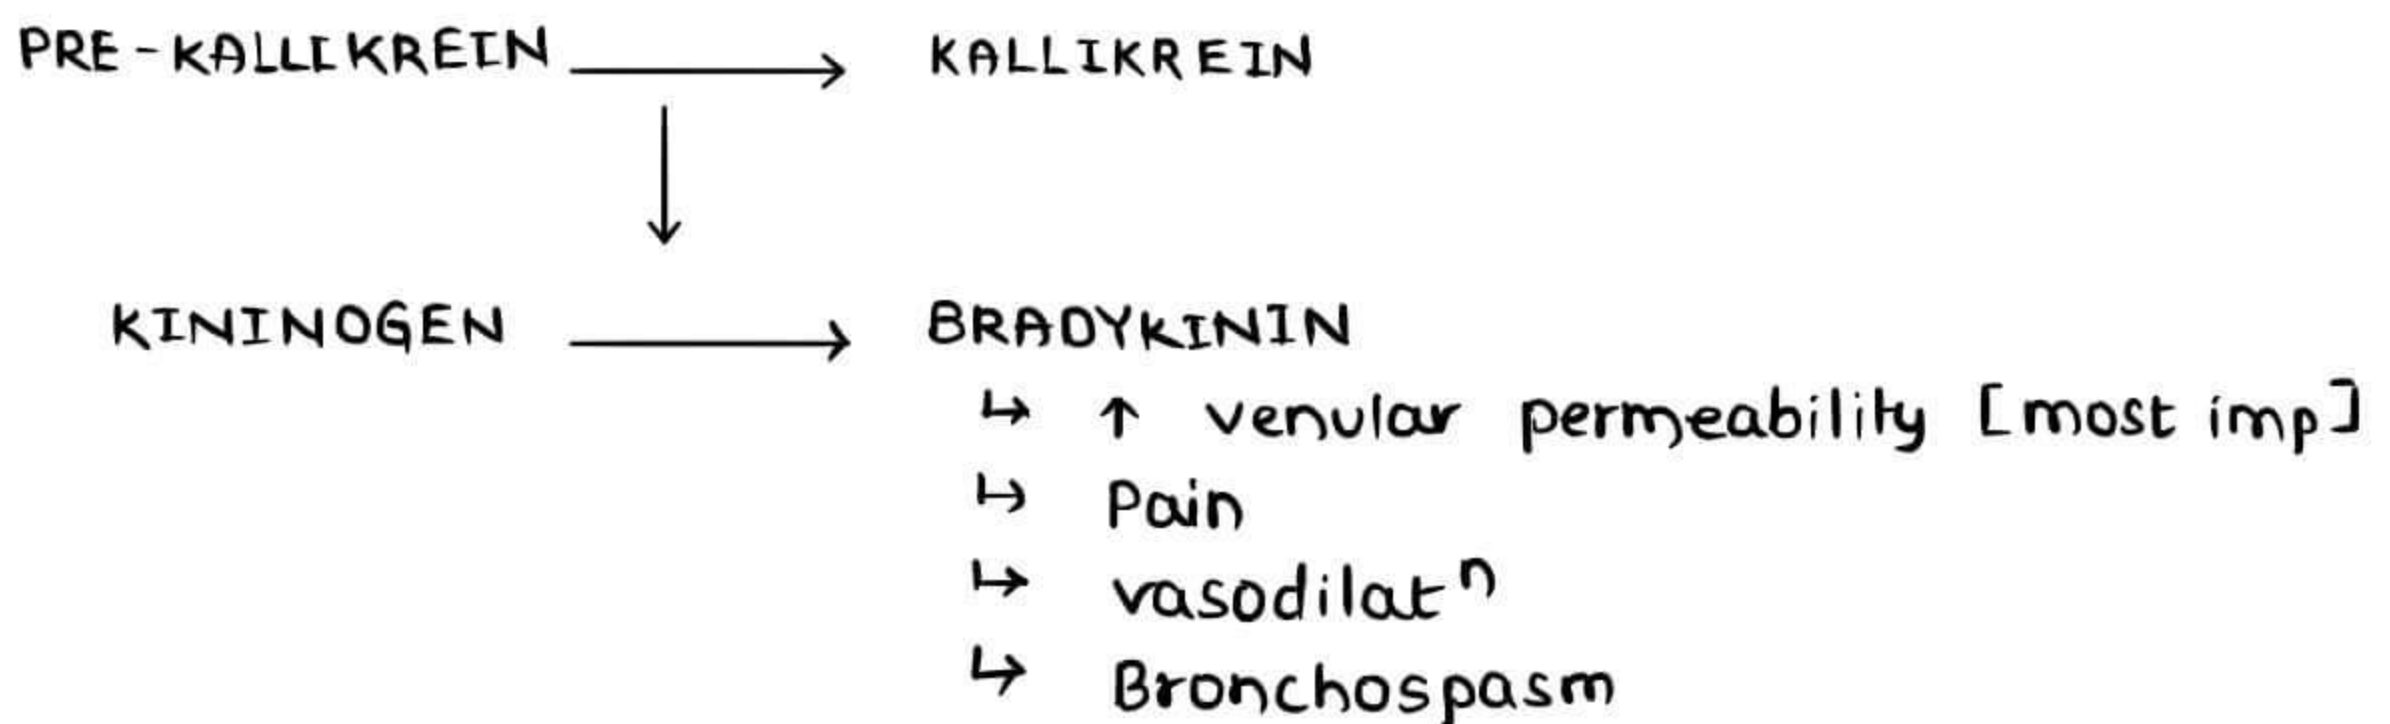 PRE-KALLIKREIN → KALLIKREIN
↓
KININOGEN → BRADYKININ
↳ ↑ venular permeability [most imp]
↳ Pain
↳ vasodilatⁿ
↳ Bronchospasm